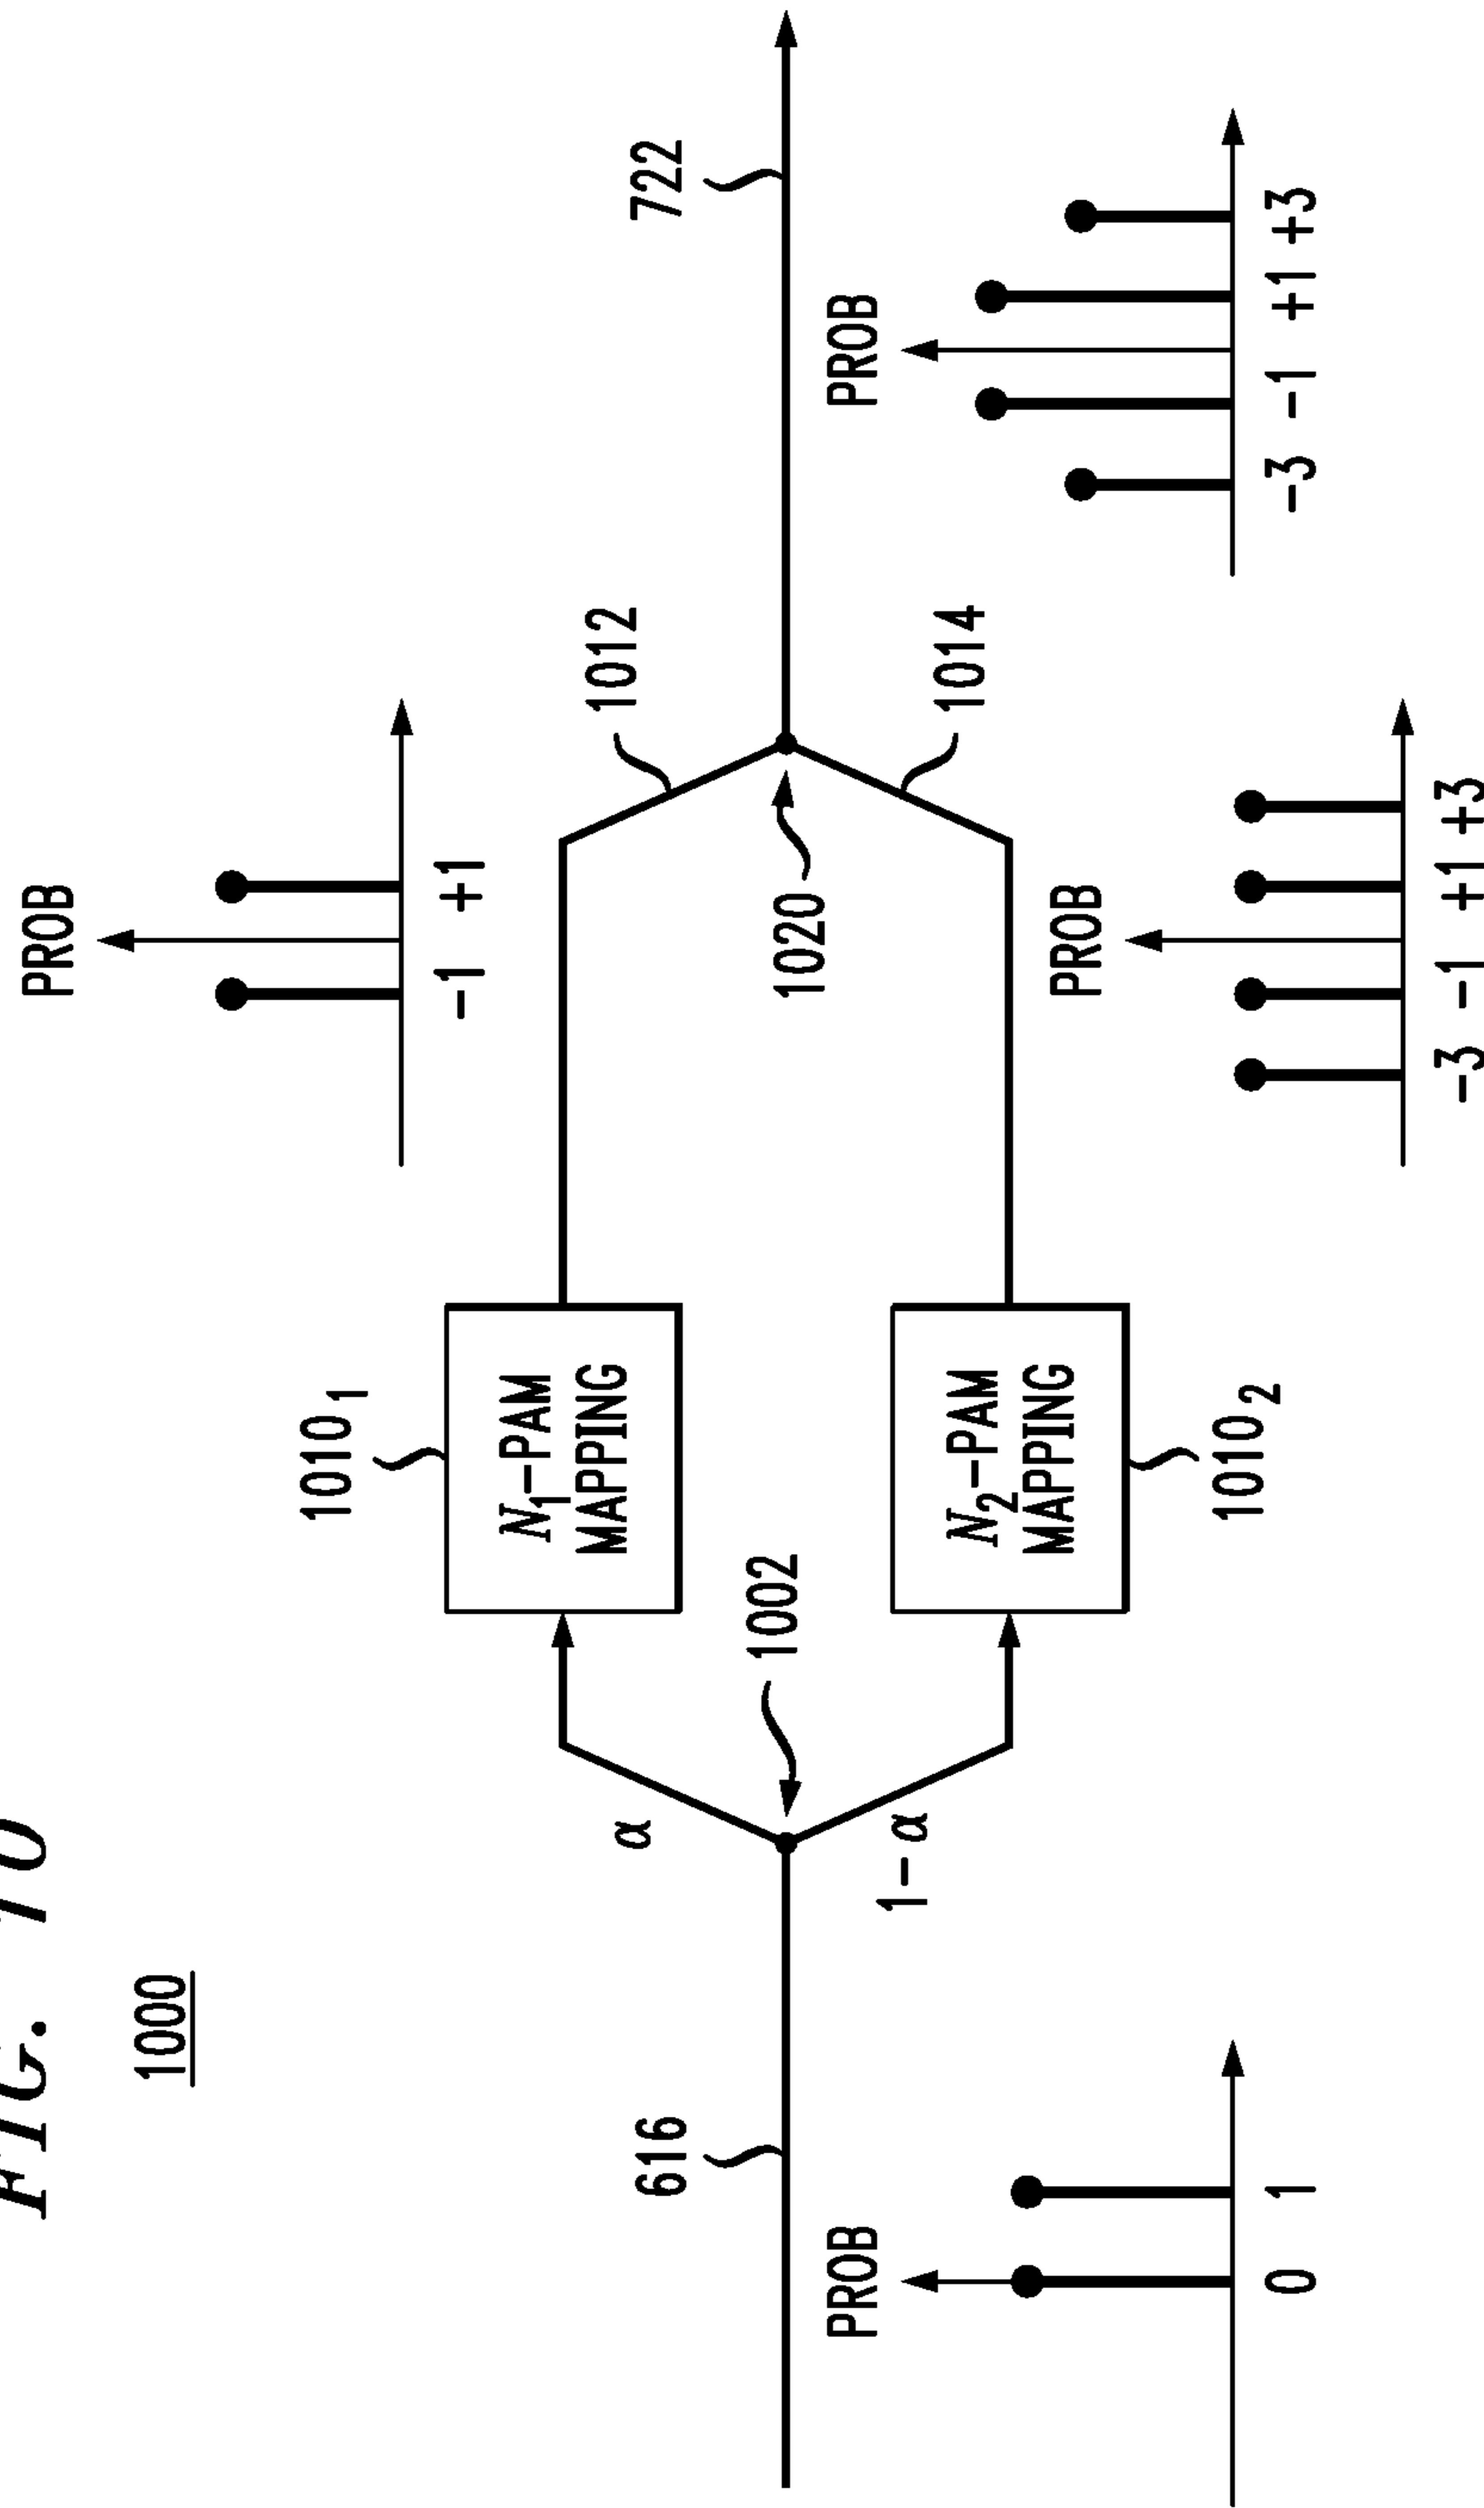 FIG. 10
1000
PROB
-1 +1
1010₁
N₁-PAM
MAPPING
1012
722
616
α
1002
1020
1-α
1014
PROB
0 1
N₂-PAM
MAPPING
1010₂
PROB
-3 -1 +1 +3
PROB
-3 -1 +1 +3